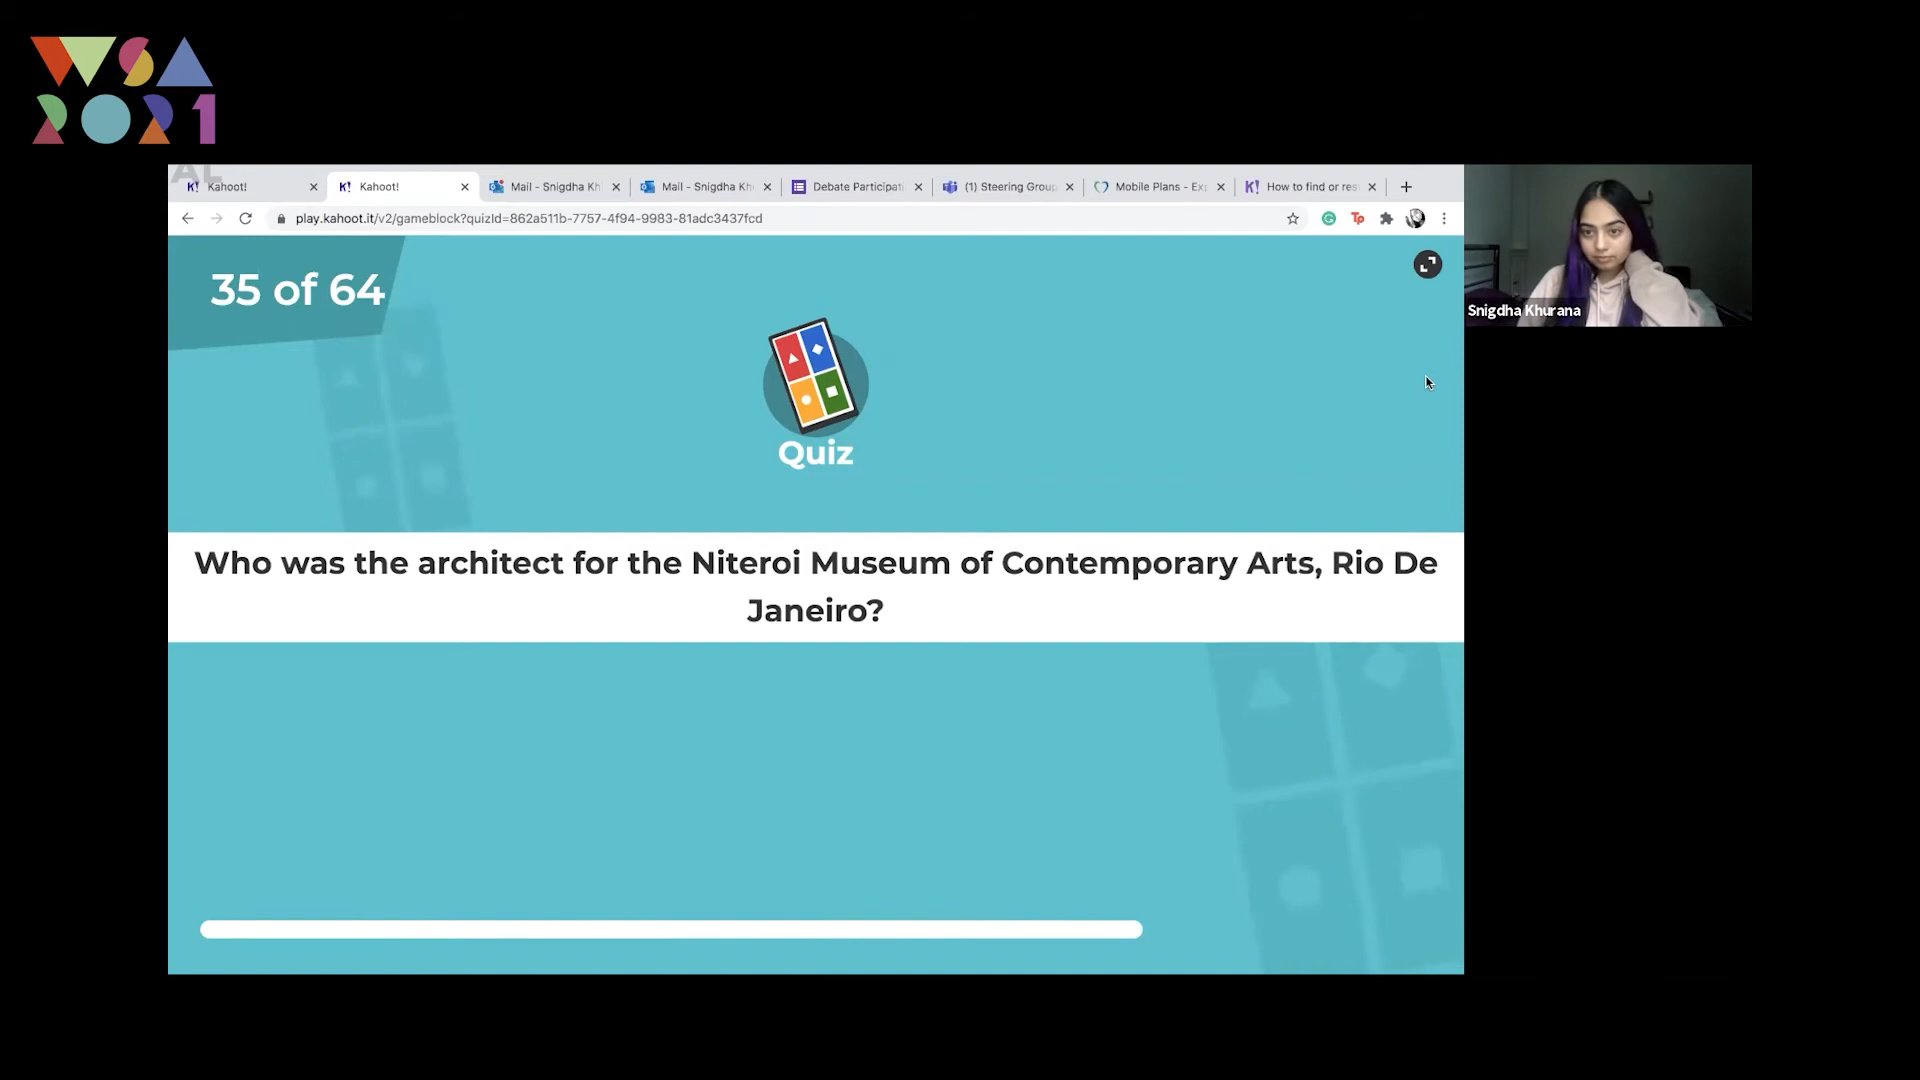 WSA
2021
AL
Kahoot!
Kahoot!
Mail - Snigdha Kh
Mail - Snigdha Kh
Debate Participati
(1) Steering Group
Mobile Plans - Ex
How to find or res
play.kahoot.it/v2/gameblock?quizId=862a511b-7757-4f94-9983-81adc3437fcd
35 of 64
Snigdha Khurana
Quiz
Who was the architect for the Niteroi Museum of Contemporary Arts, Rio De
Janeiro?